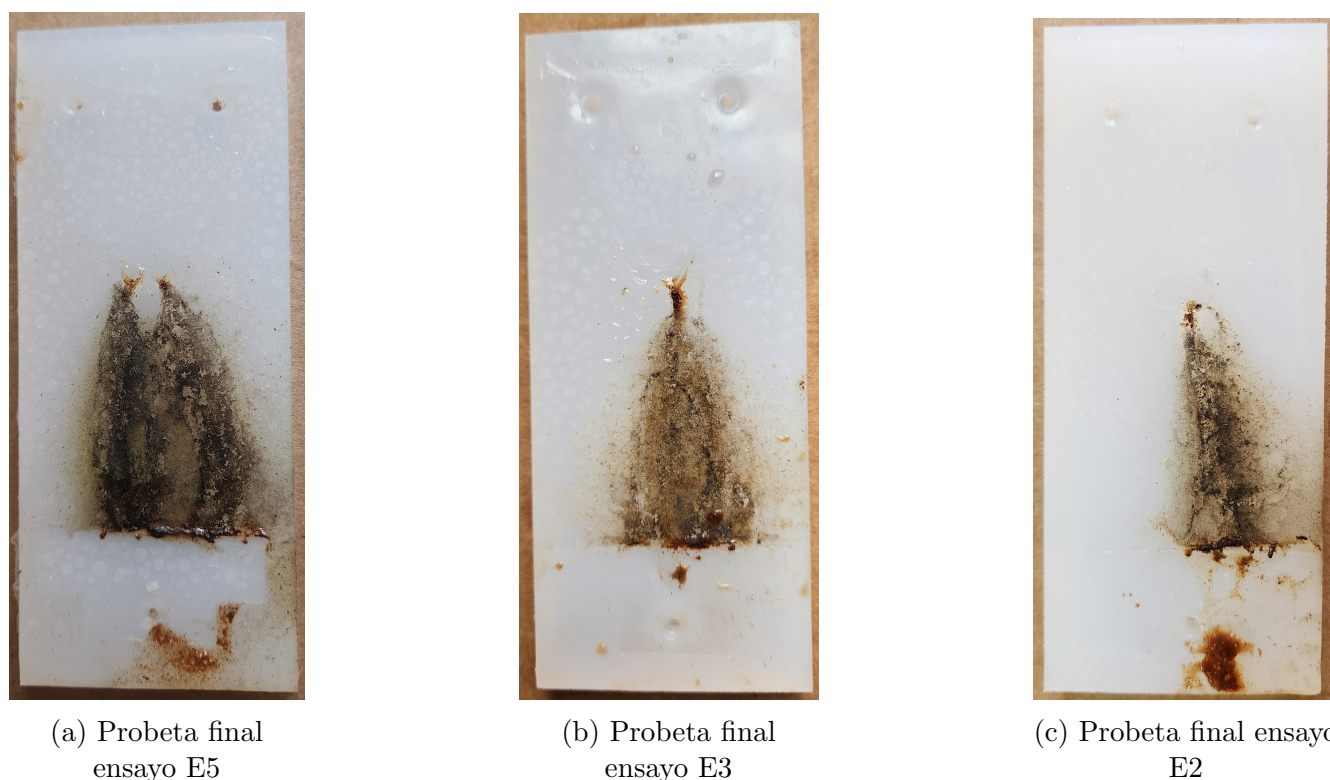 (a) Probeta final
ensayo E5
(b) Probeta final
ensayo E3
(c) Probeta final ensayo
E2